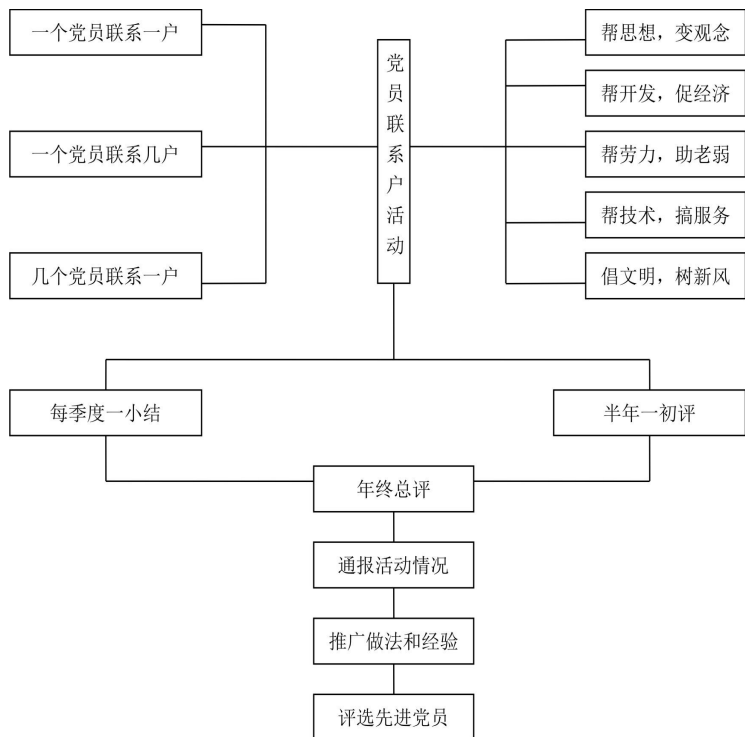 一个党员联系一户
一个党员联系几户
几个党员联系一户
党员联系户活动
帮思想，变观念
帮开发，促经济
帮劳力，助老弱
帮技术，搞服务
倡文明，树新风
每季度一小结
半年一初评
年终总评
通报活动情况
推广做法和经验
评选先进党员